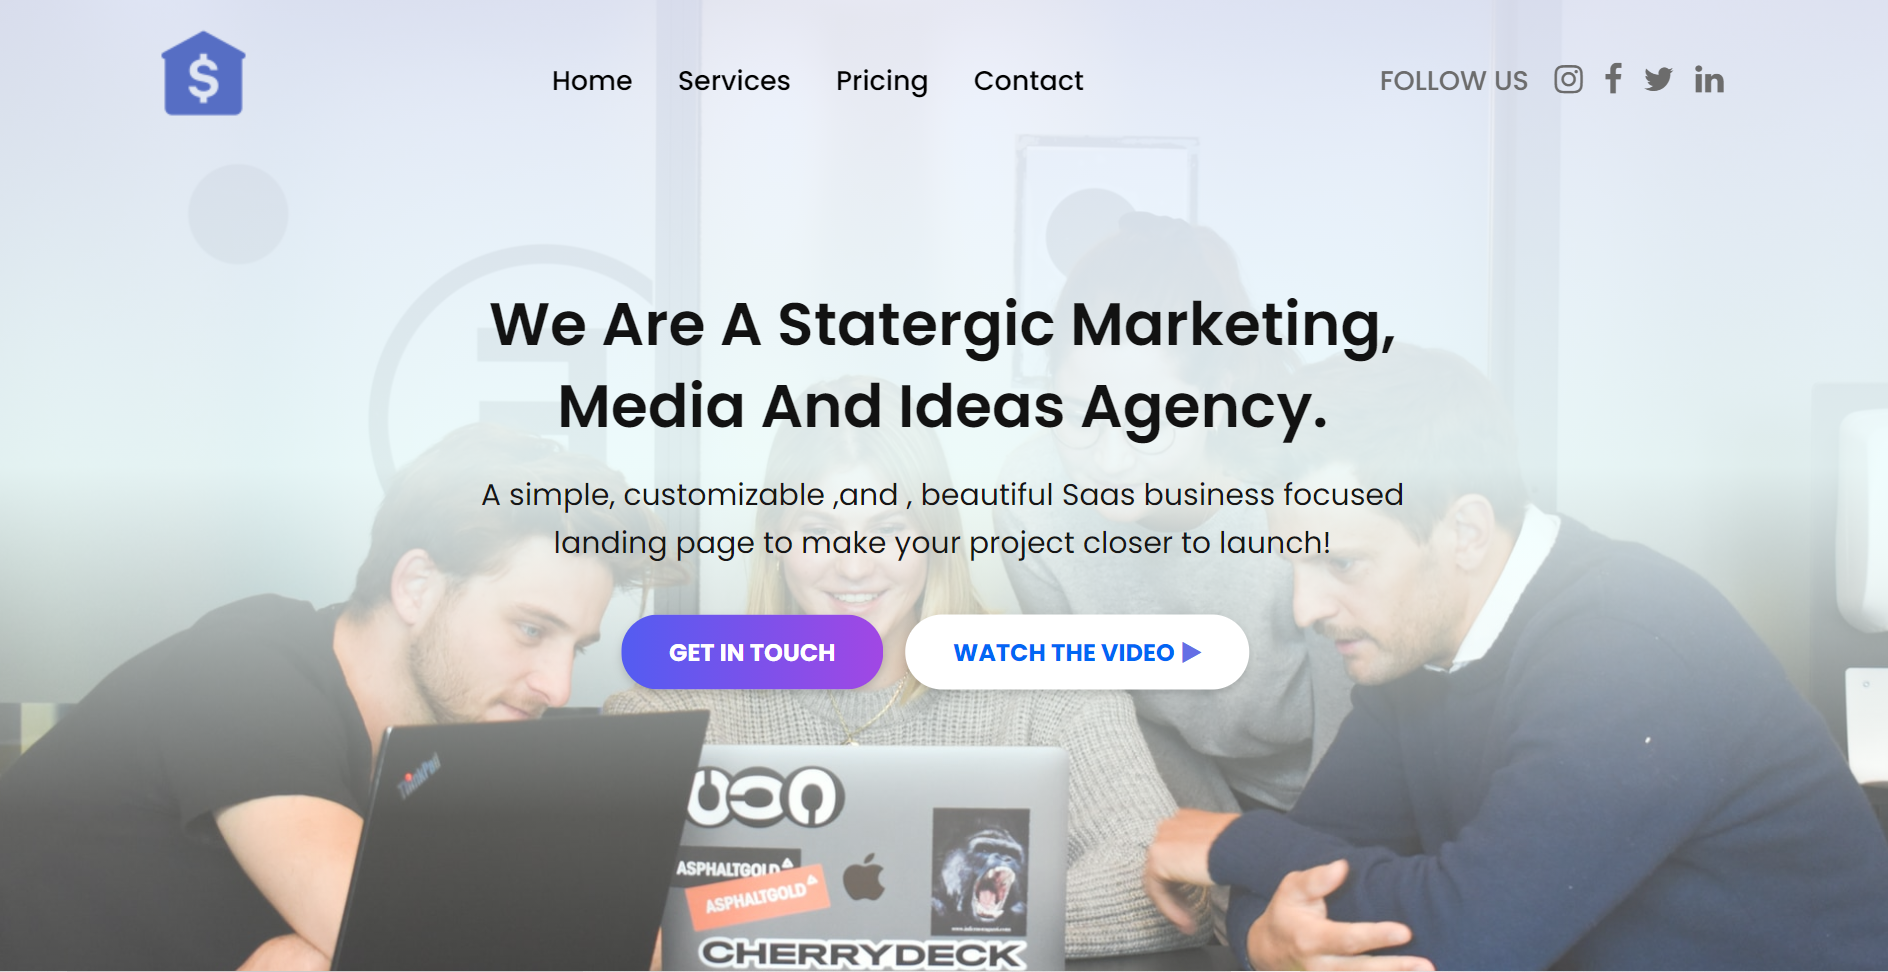 $
Home Services Pricing Contact
FOLLOW US
We Are A Statergic Marketing,
Media And Ideas Agency.
A simple, customizable ,and , beautiful Saas business focused
landing page to make your project closer to launch!
GET IN TOUCH
WATCH THE VIDEO
ThinkPad
ASPHALTGOLD
ASPHALTGOLD
CHERRYDECK